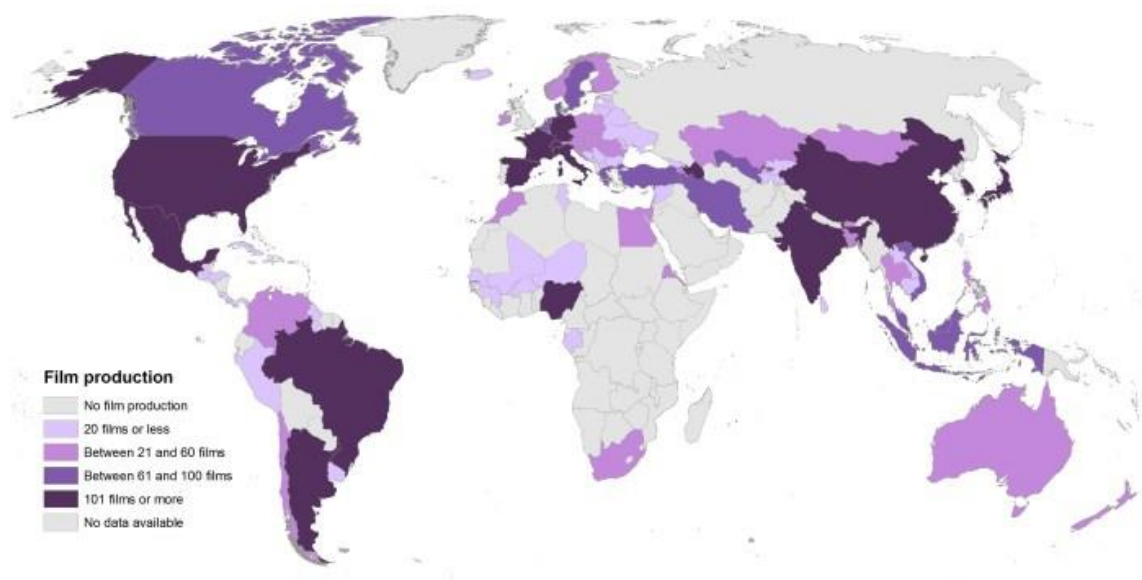 Film production
No film production
20 films or less
Between 21 and 60 films
Between 61 and 100 films
101 films or more
No data available